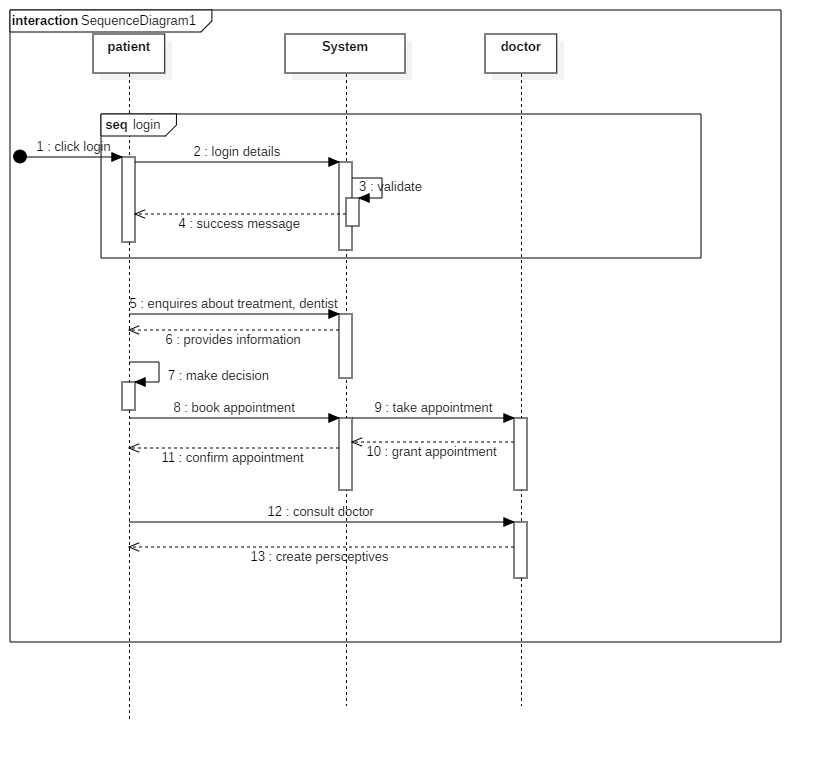 interaction SequenceDiagram1
patient
System
doctor
seq login
1 : click login
2 : login details
3 : validate
4 : success message
5 : enquires about treatment, dentist
6 : provides information
7 : make decision
8 : book appointment
9 : take appointment
10 : grant appointment
11 : confirm appointment
12 : consult doctor
13 : create persceptives